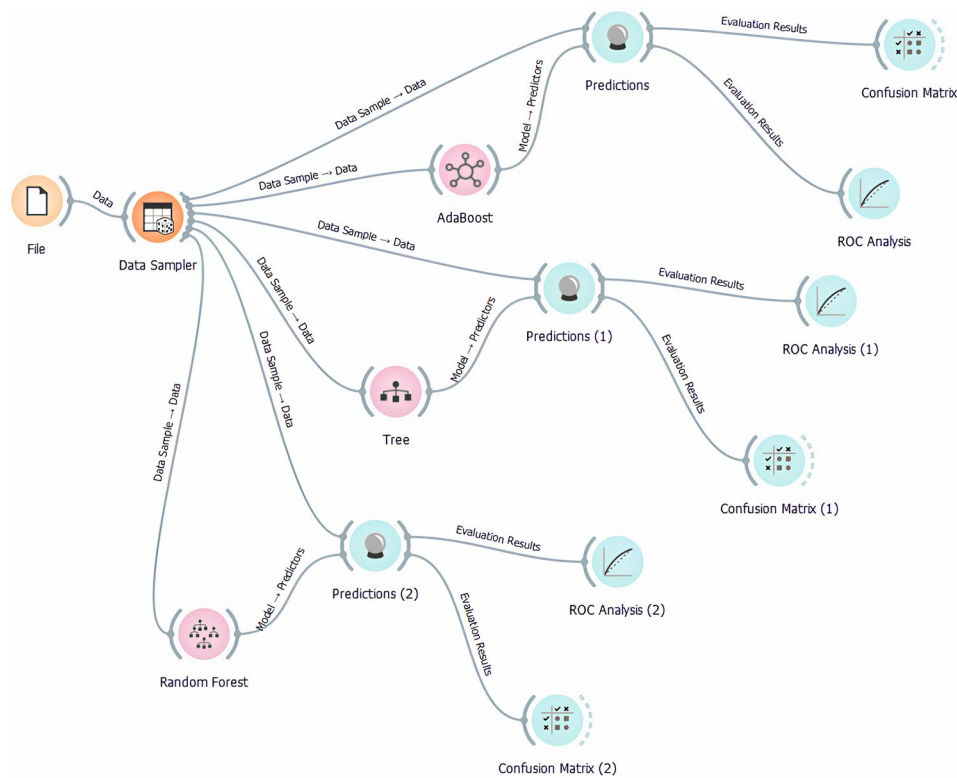 Evaluation Results
Predictions
Confusion Matrix
Data Sample → Data
Model → Predictors
Evaluation Results
Data Sample → Data
AdaBoost
ROC Analysis
File
Data
Data Sampler
Data Sample → Data
Predictions (1)
Evaluation Results
ROC Analysis (1)
Data Sample → Data
Model → Predictors
Evaluation Results
Tree
Confusion Matrix (1)
Data Sample → Data
Data Sample → Data
Predictions (2)
Evaluation Results
ROC Analysis (2)
Model → Predictors
Evaluation Results
Random Forest
Confusion Matrix (2)